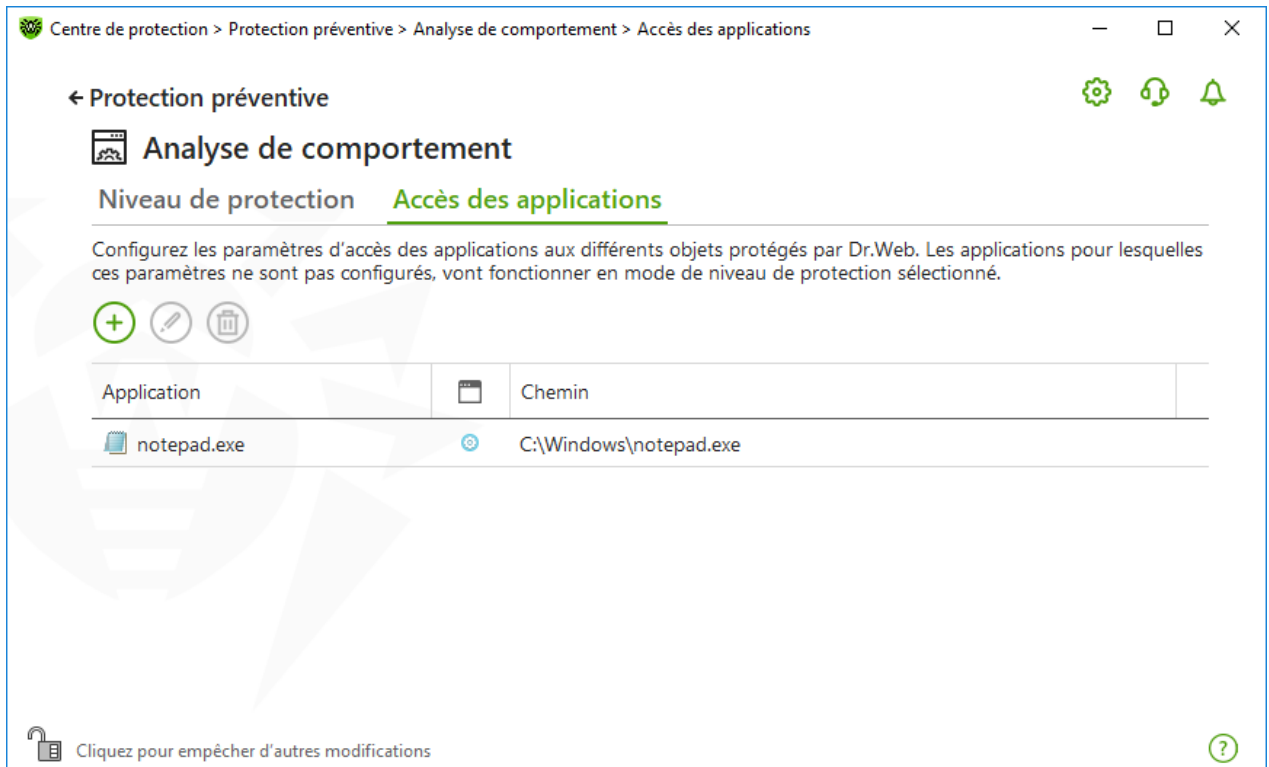 Centre de protection > Protection préventive > Analyse de comportement > Accès des applications
Protection préventive
Analyse de comportement
Niveau de protection Accès des applications
Configurez les paramètres d'accès des applications aux différents objets protégés par Dr.Web. Les applications pour lesquelles
ces paramètres ne sont pas configurés, vont fonctionner en mode de niveau de protection sélectionné.
Application Chemin
notepad.exe C:\Windows\notepad.exe
Cliquez pour empêcher d'autres modifications